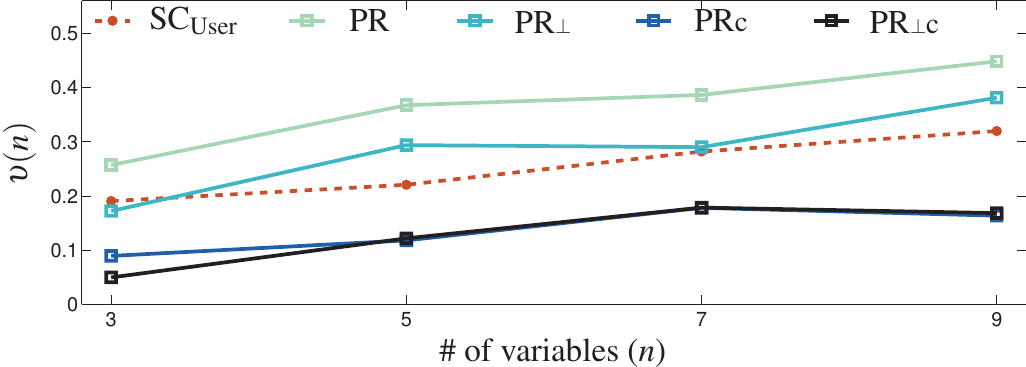 SC_User PR PR⊥ PRc PR⊥c
0.5
0.4
0.3
0.2
0.1
0
υ(n)
3 5 7 9
# of variables (n)